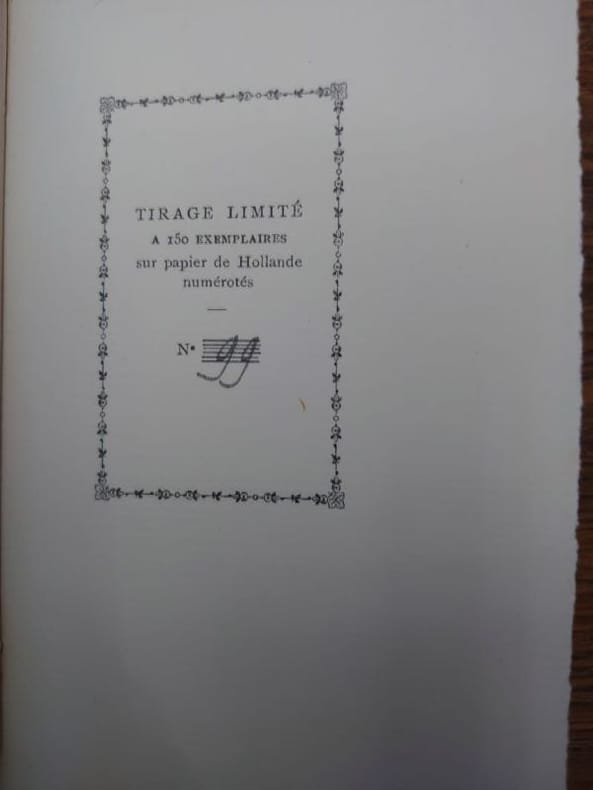 TIRAGE LIMITÉ
A 150 EXEMPLAIRES
sur papier de Hollande
numérotés
N° 99